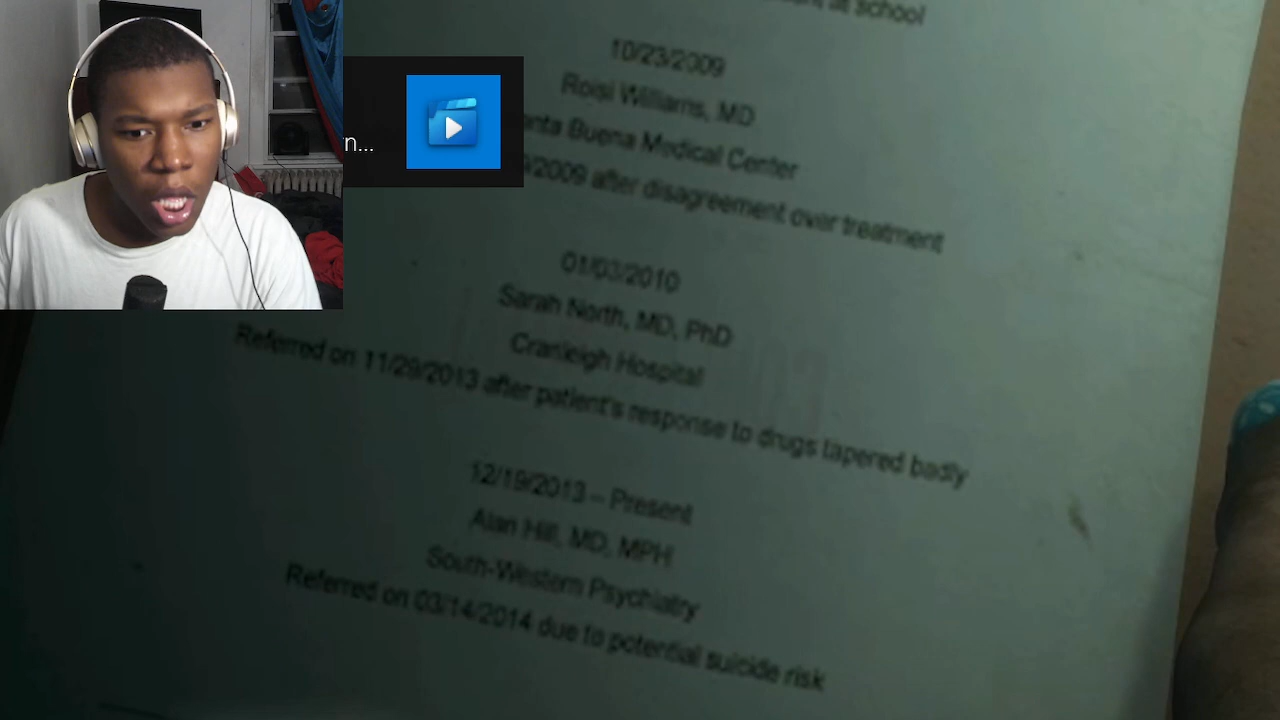 at school
10/23/2009
Roisl Williams, MD
n...
Buena Medical Center
/2009 after disagreement over treatment
01/03/2010
Sarah North, MD, PhD
Cranleigh Hospital
Referred on 11/29/2013 after patient's response to drugs tapered badly
12/19/2013 – Present
Alan Hill, MD, MPH
South-Western Psychiatry
Referred on 03/14/2014 due to potential suicide risk